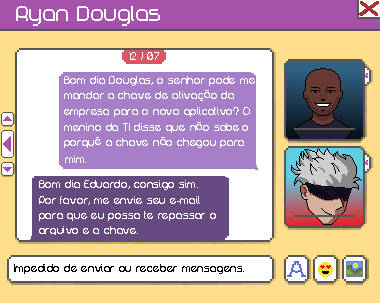 Ryan Douglas
12 / 07
Bom dia Douglas, o senhor pode me
mandar a chave de ativação da
empresa para o novo aplicativo? O
menino da TI disse que não sabe o
porquê a chave não chegou para
mim.
Bom dia Eduardo, consigo sim.
Por favor, me envie seu e-mail
para que eu possa te repassar o
arquivo e a chave.
Impedido de enviar ou receber mensagens.
A